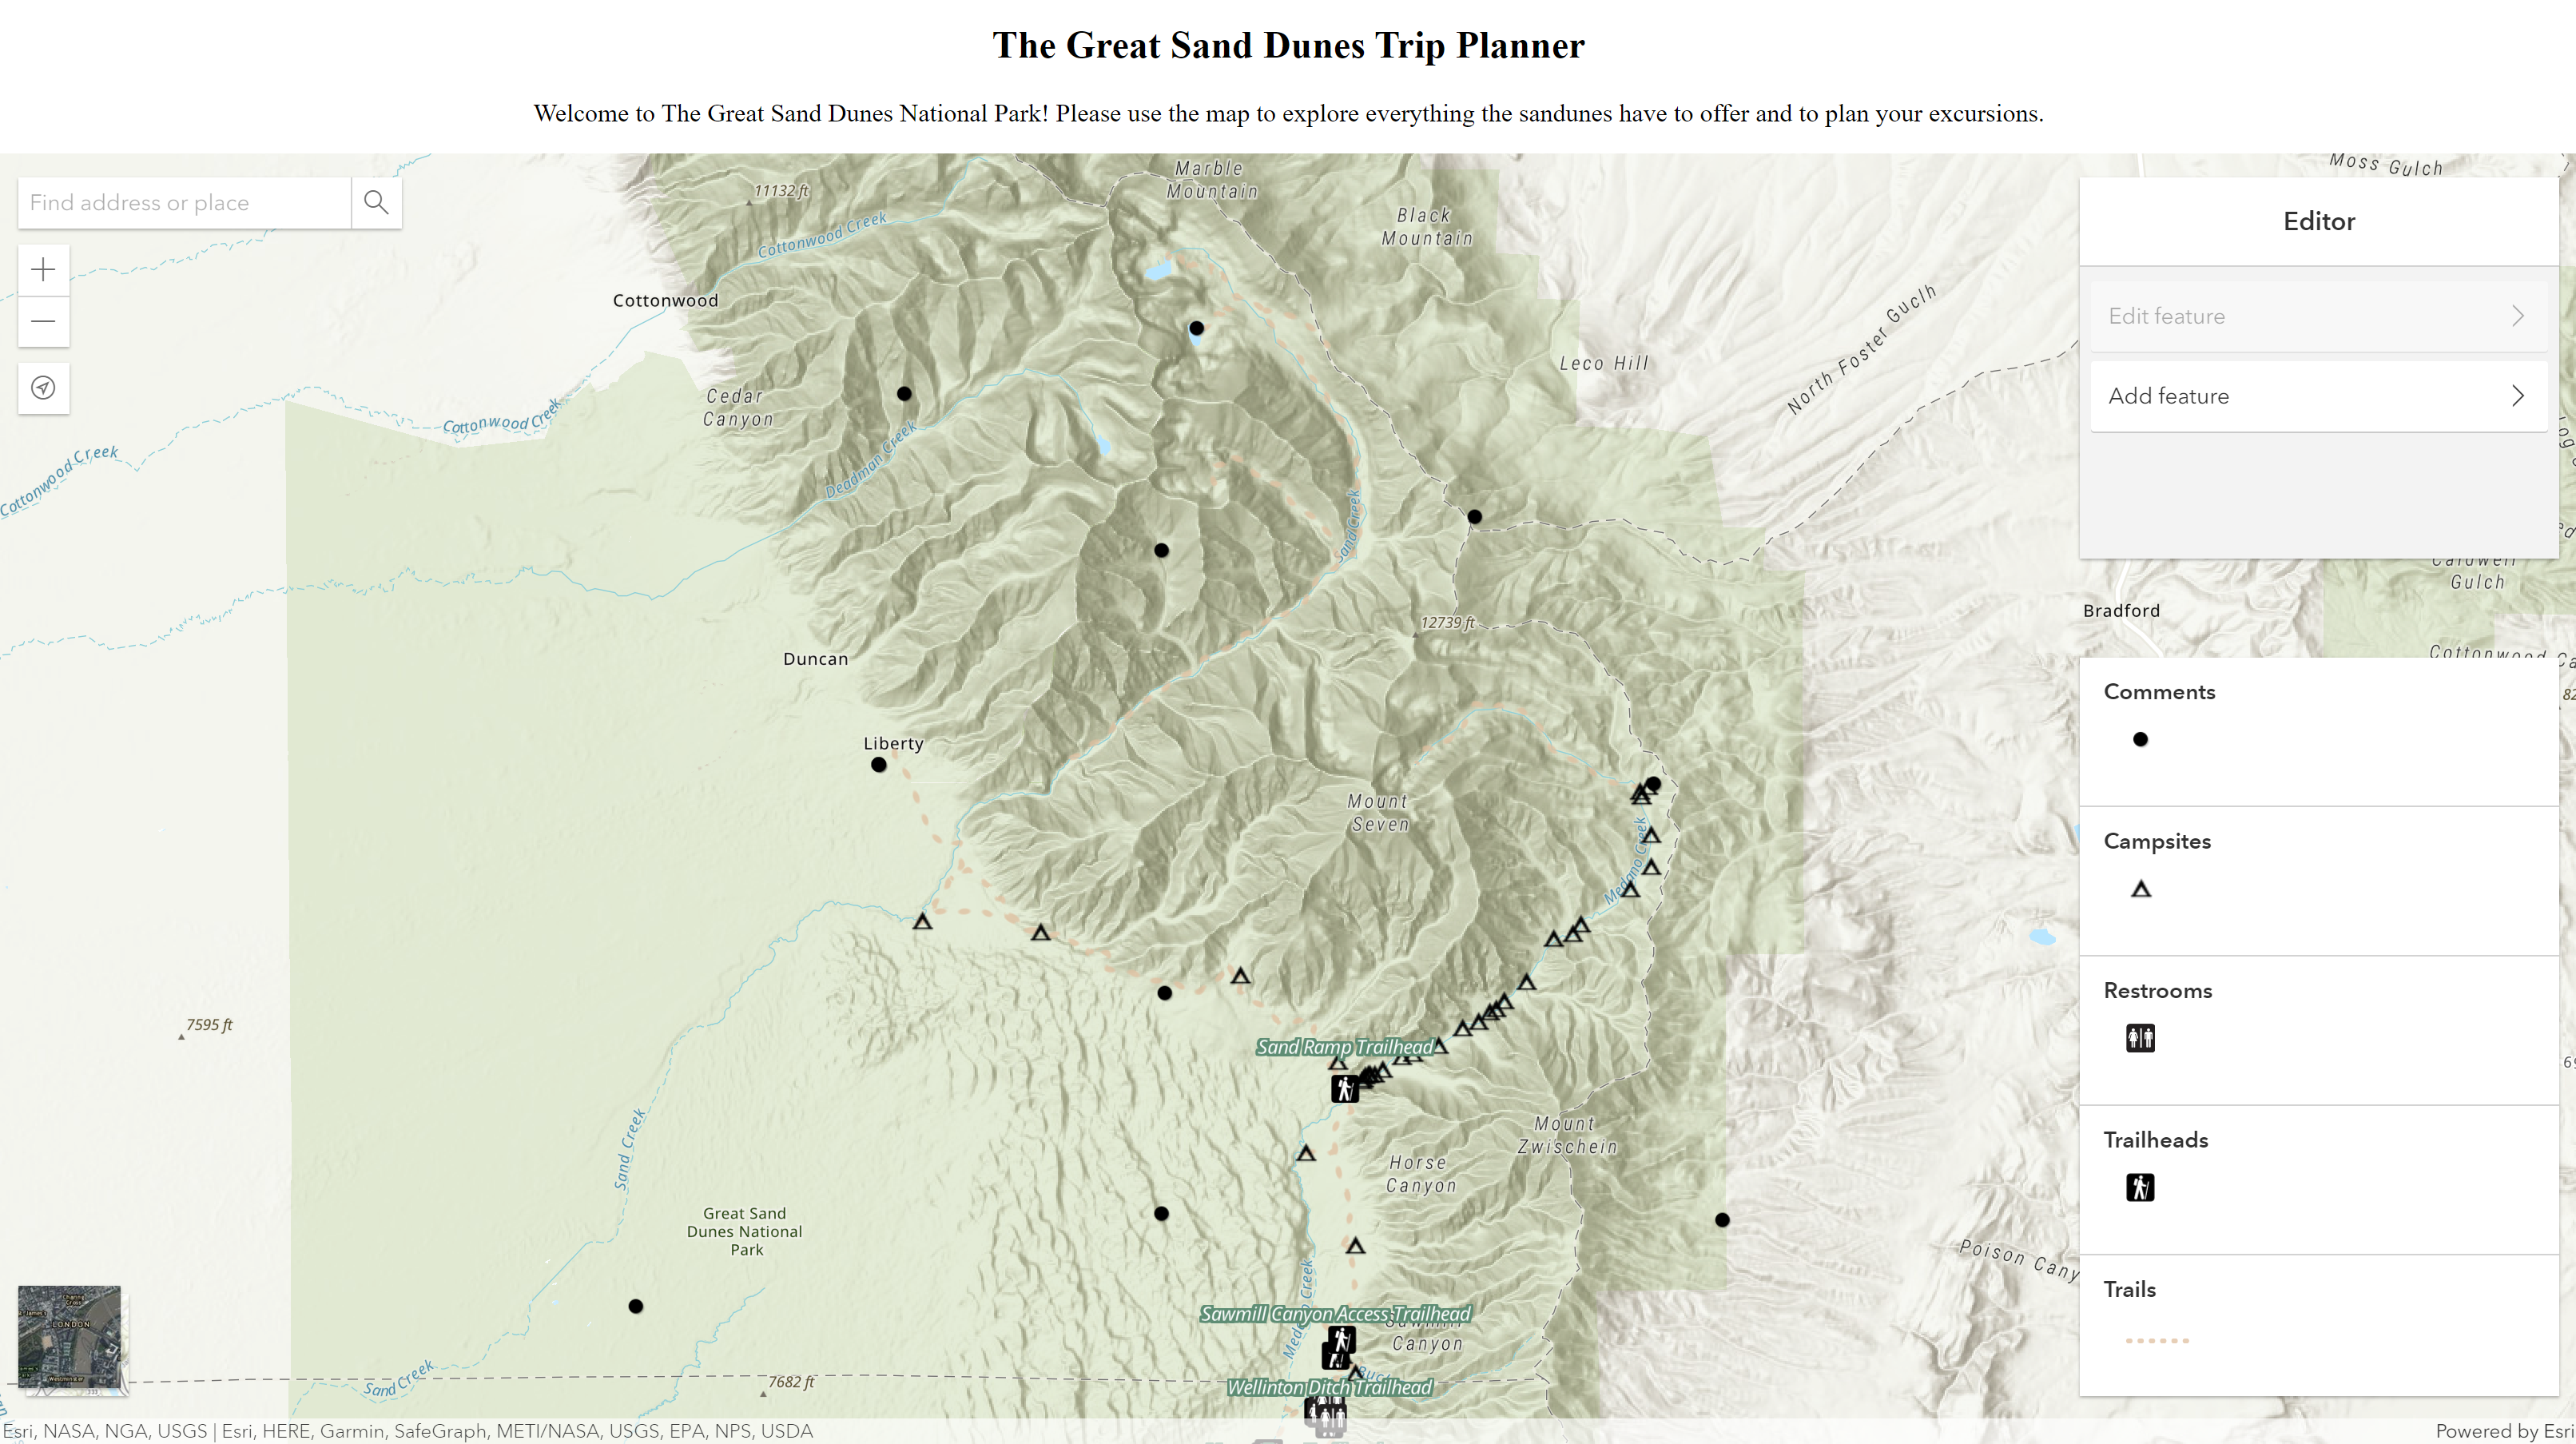 The Great Sand Dunes Trip Planner
Welcome to The Great Sand Dunes National Park! Please use the map to explore everything the sandunes have to offer and to plan your excursions.
Find address or place
Marble
Mountain
Moss Gulch
11132 ft
Black
Mountain
Cottonwood Creek
Editor
Cottonwood
Edit feature
North Foster Guclh
Leco Hill
Add feature
Cedar
Canyon
Cottonwood Creek
Cottonwood Creek
Deadman Creek
Sand Creek
Caldwell
Gulch
Bradford
12739 ft
Duncan
Cottonwood Ca
Comments
82
Liberty
Mount
Seven
Campsites
Medano Creek
Restrooms
7595 ft
Sand Ramp Trailhead
Mount
Zwischein
Trailheads
Sand Creek
Horse
Canyon
Great Sand
Dunes National
Park
Poison Cany
Trails
Sawmill Canyon Access Trailhead
Sawmill
Canyon
Medano Creek
LONDON
Sand Creek
7682 ft
Wellinton Ditch Trailhead
Esri, NASA, NGA, USGS | Esri, HERE, Garmin, SafeGraph, METI/NASA, USGS, EPA, NPS, USDA
Powered by Esri